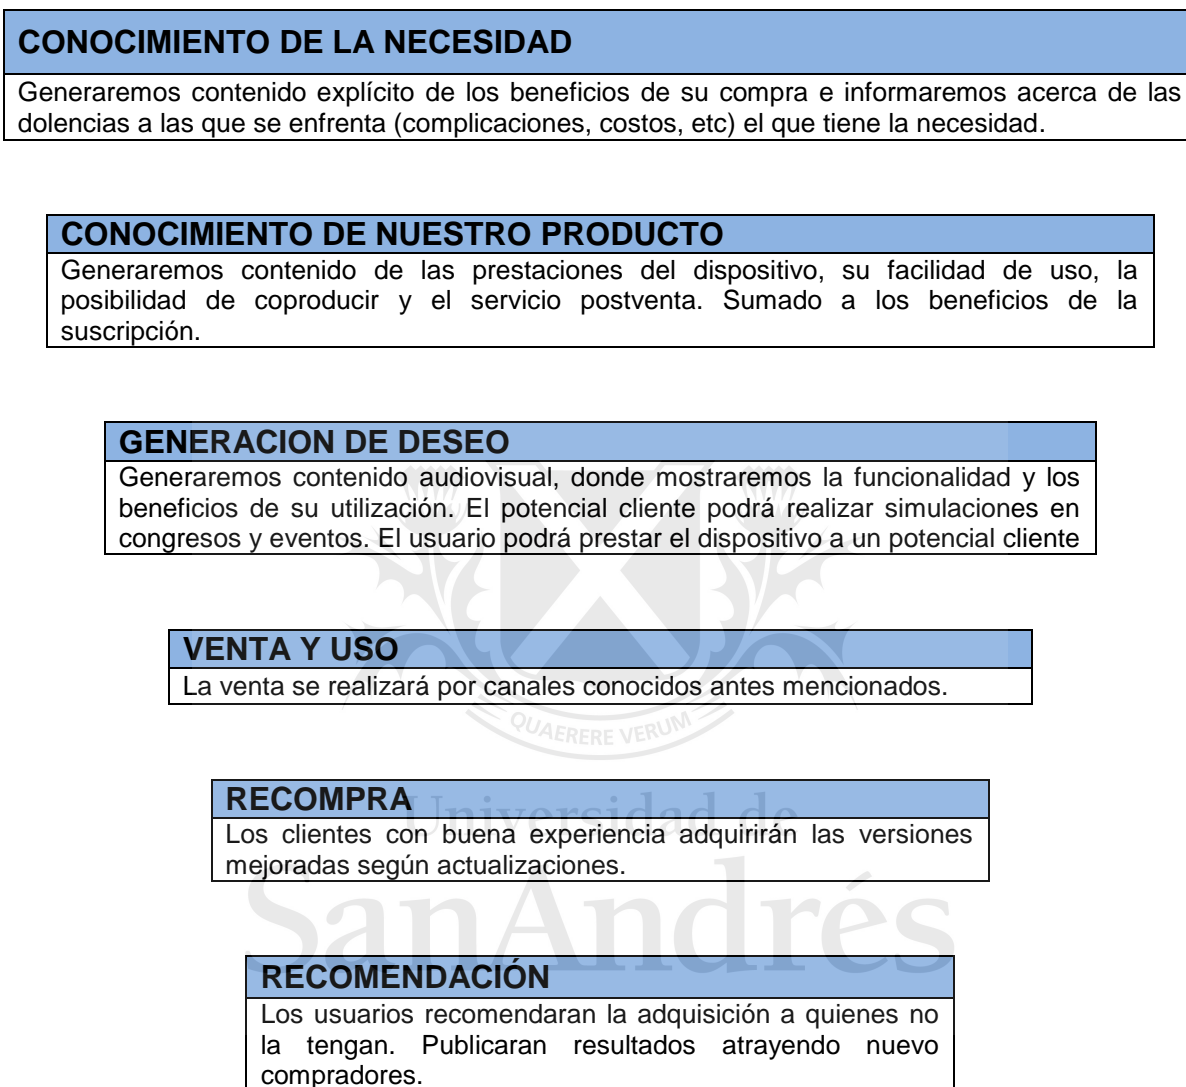 CONOCIMIENTO DE LA NECESIDAD
Generaremos contenido explícito de los beneficios de su compra e informaremos acerca de las
dolencias a las que se enfrenta (complicaciones, costos, etc) el que tiene la necesidad.
CONOCIMIENTO DE NUESTRO PRODUCTO
Generaremos contenido de las prestaciones del dispositivo, su facilidad de uso, la
posibilidad de coproducir y el servicio postventa. Sumado a los beneficios de la
suscripción.
GENERACION DE DESEO
Generaremos contenido audiovisual, donde mostraremos la funcionalidad y los
beneficios de su utilización. El potencial cliente podrá realizar simulaciones en
congresos y eventos. El usuario podrá prestar el dispositivo a un potencial cliente
VENTA Y USO
La venta se realizará por canales conocidos antes mencionados.
QUAERERE VERUM
RECOMPRA
Universidad de
Los clientes con buena experiencia adquirirán las versiones
mejoradas según actualizaciones.
SanAndrés
RECOMENDACIÓN
Los usuarios recomendaran la adquisición a quienes no
la tengan. Publicaran resultados atrayendo nuevo
compradores.